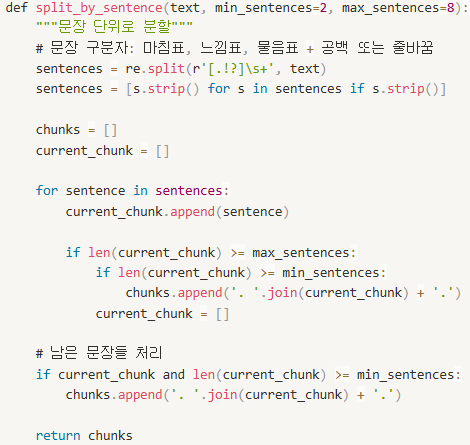 def split_by_sentence(text, min_sentences=2, max_sentences=8):
    """문장 단위로 분할"""
    # 문장 구분자: 마침표, 느낌표, 물음표 + 공백 또는 줄바꿈
    sentences = re.split(r'[.!?]\s+', text)
    sentences = [s.strip() for s in sentences if s.strip()]

    chunks = []
    current_chunk = []

    for sentence in sentences:
        current_chunk.append(sentence)

        if len(current_chunk) >= max_sentences:
            if len(current_chunk) >= min_sentences:
                chunks.append('. '.join(current_chunk) + '.')
            current_chunk = []

    # 남은 문장들 처리
    if current_chunk and len(current_chunk) >= min_sentences:
        chunks.append('. '.join(current_chunk) + '.')

    return chunks